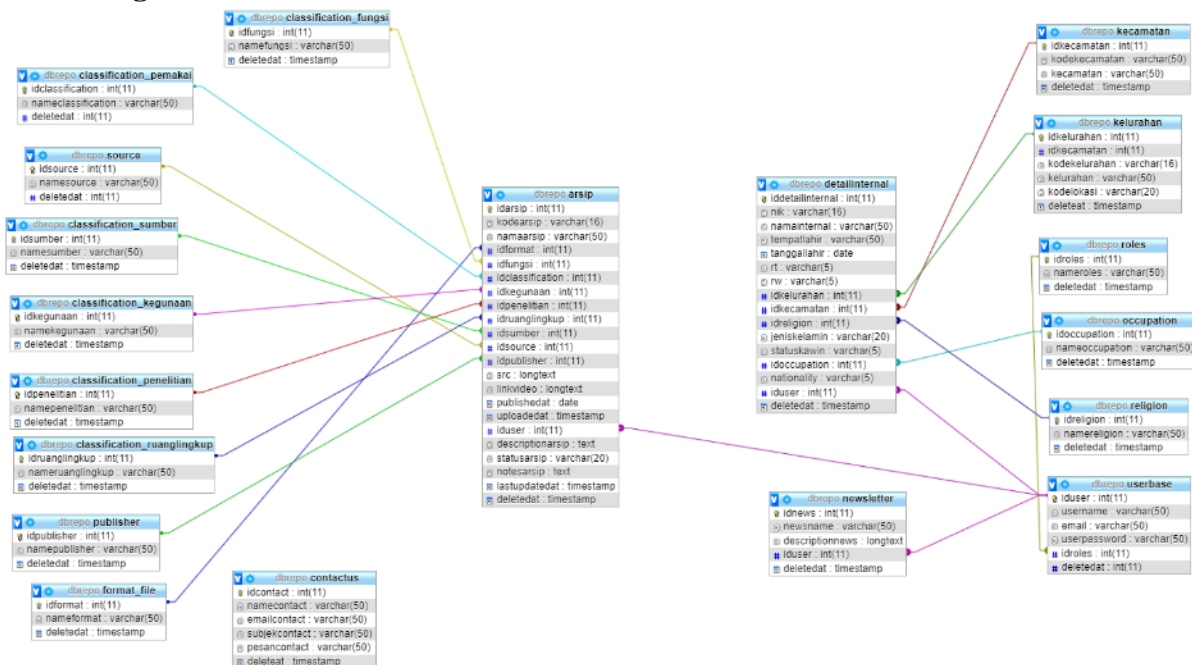 dbrepo classification_fungsi
idfungsi : int(11)
namefungsi : varchar(50)
deletedat : timestamp
dbrepo classification_pemakai
idclassification : int(11)
nameclassification : varchar(50)
deletedat : int(11)
dbrepo source
idsource : int(11)
namesource : varchar(50)
deletedat : int(11)
dbrepo classification_sumber
idsumber : int(11)
namesumber : varchar(50)
deletedat : timestamp
dbrepo classification_kegunaan
idkegunaan : int(11)
namekegunaan : varchar(50)
deletedat : timestamp
dbrepo classification_penelitian
idpenelitian : int(11)
namepenelitian : varchar(50)
deletedat : timestamp
dbrepo classification_ruanglingkup
idruanglingkup : int(11)
nameruanglingkup : varchar(50)
deletedat : timestamp
dbrepo publisher
idpublisher : int(11)
namepublisher : varchar(50)
deletedat : timestamp
dbrepo format_file
idformat : int(11)
nameformat : varchar(50)
deletedat : timestamp
dbrepo contactus
idcontact : int(11)
namecontact : varchar(50)
emailcontact : varchar(50)
subjekcontact : varchar(50)
pesancontact : varchar(50)
deleteat : timestamp
dbrepo arsip
idarsip : int(11)
kodearsip : varchar(16)
namaarsip : varchar(50)
idformat : int(11)
idfungsi : int(11)
idclassification : int(11)
idkegunaan : int(11)
idpenelitian : int(11)
idruanglingkup : int(11)
idsumber : int(11)
idsource : int(11)
idpublisher : int(11)
src : longtext
linkvideo : longtext
publishedat : date
uploadedat : timestamp
iduser : int(11)
descriptionarsip : text
statusarsip : varchar(20)
notesarsip : text
lastupdatedat : timestamp
deletedat : timestamp
dbrepo detailinternal
iddetailinternal : int(11)
nik : varchar(16)
namainternal : varchar(50)
tempatlahir : varchar(50)
tanggallahir : date
rt : varchar(5)
rw : varchar(5)
idkelurahan : int(11)
idkecamatan : int(11)
idreligion : int(11)
jeniskelamin : varchar(20)
statuskawin : varchar(5)
idoccupation : int(11)
nationality : varchar(5)
iduser : int(11)
deletedat : timestamp
dbrepo newsletter
idnews : int(11)
newsname : varchar(50)
descriptionnews : longtext
iduser : int(11)
deletedat : timestamp
dbrepo kecamatan
idkecamatan : int(11)
kodekecamatan : varchar(50)
kecamatan : varchar(50)
deletedat : timestamp
dbrepo kelurahan
idkelurahan : int(11)
idkecamatan : int(11)
kodekelurahan : varchar(16)
kelurahan : varchar(50)
kodelokasi : varchar(20)
deleteat : timestamp
dbrepo roles
idroles : int(11)
nameroles : varchar(50)
deletedat : timestamp
dbrepo occupation
idoccupation : int(11)
nameoccupation : varchar(50)
deletedat : timestamp
dbrepo religion
idreligion : int(11)
namereligion : varchar(50)
deletedat : timestamp
dbrepo userbase
iduser : int(11)
username : varchar(50)
email : varchar(50)
userpassword : varchar(50)
idroles : int(11)
deletedat : int(11)